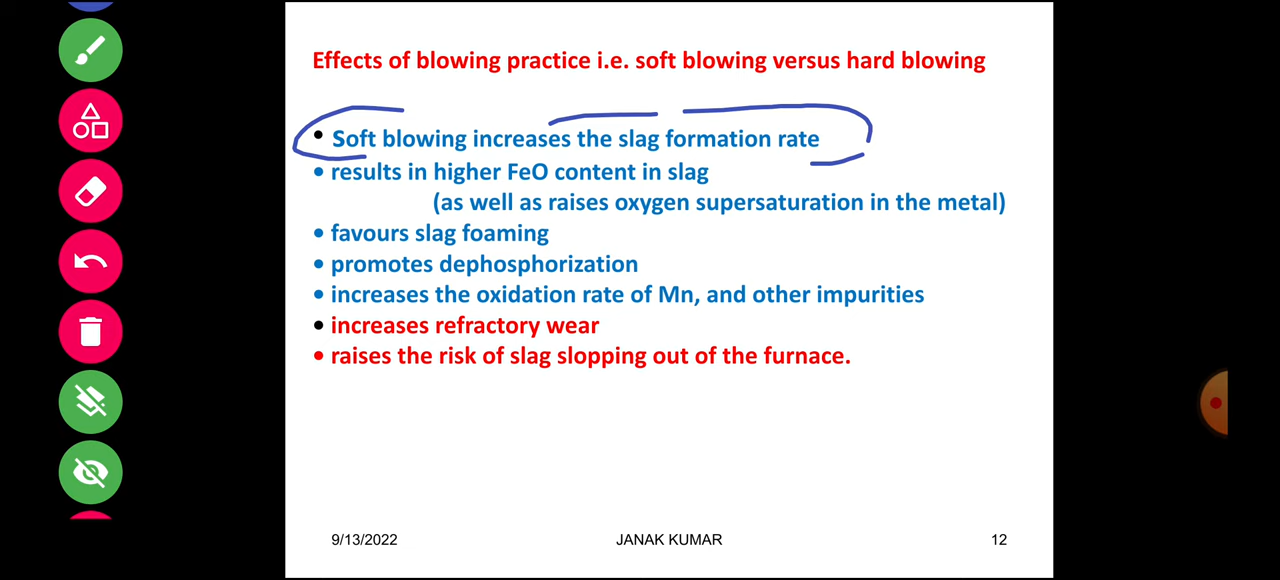 Effects of blowing practice i.e. soft blowing versus hard blowing
• Soft blowing increases the slag formation rate
• results in higher FeO content in slag
(as well as raises oxygen supersaturation in the metal)
• favours slag foaming
• promotes dephosphorization
• increases the oxidation rate of Mn, and other impurities
• increases refractory wear
• raises the risk of slag slopping out of the furnace.
9/13/2022 JANAK KUMAR 12